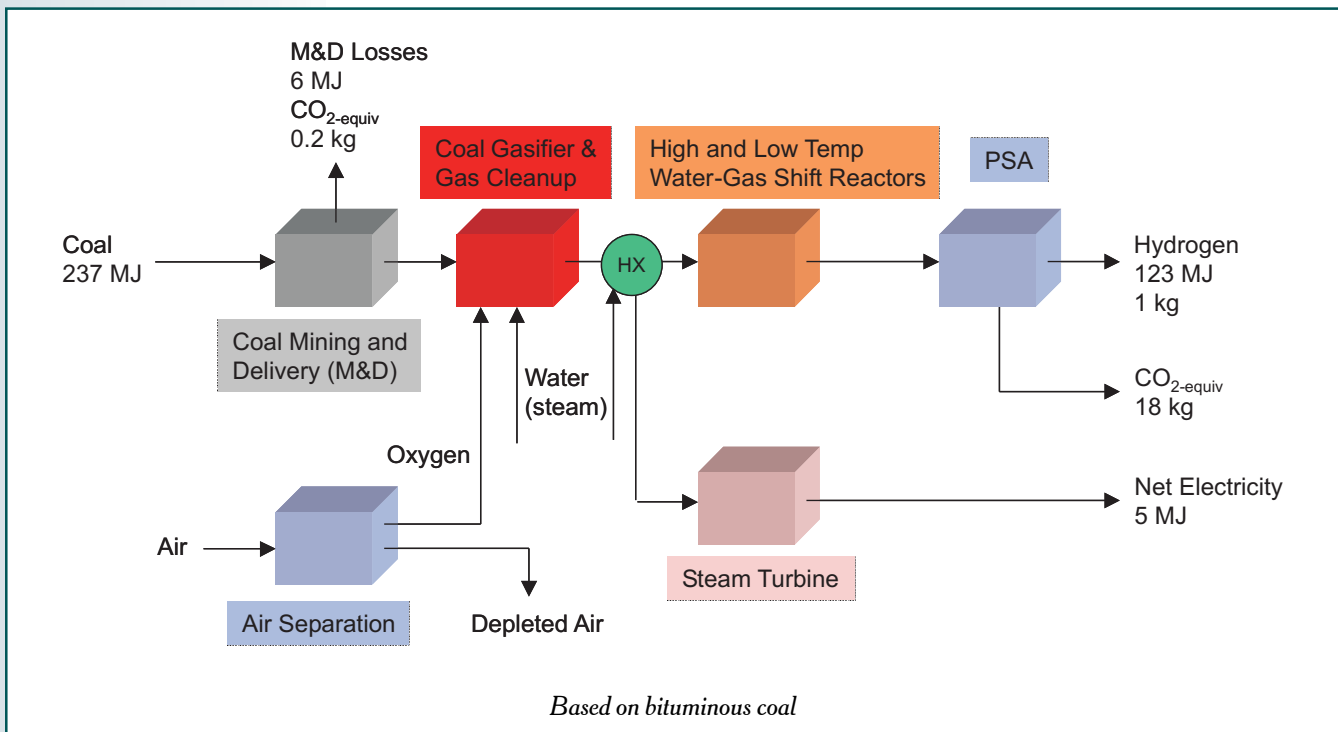 M&D Losses
6 MJ
CO2-equiv
0.2 kg
Coal Gasifier &
Gas Cleanup
High and Low Temp
Water-Gas Shift Reactors
PSA
Coal
237 MJ
HX
Hydrogen
123 MJ
1 kg
Coal Mining and
Delivery (M&D)
Water
(steam)
CO2-equiv
18 kg
Oxygen
Net Electricity
5 MJ
Air
Steam Turbine
Air Separation
Depleted Air
Based on bituminous coal